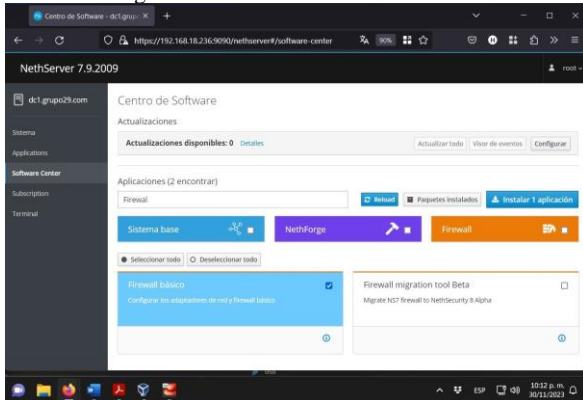 Centro de Software - dc1.grupo
https://192.168.18.236:9090/nethserver#/software-center
90%
NethServer 7.9.2009
root
dc1.grupo29.com
Sistema
Applications
Software Center
Subscription
Terminal
Centro de Software
Actualizaciones
Actualizaciones disponibles: 0 Detalles
Actualizar todo
Visor de eventos
Configurar
Aplicaciones (2 encontrar)
Firewal
Reload
Paquetes instalados
Instalar 1 aplicación
Sistema base
NethForge
Firewall
Seleccionar todo
Deseleccionar todo
Firewall básico
Configurar los adaptadores de red y firewall básico
Firewall migration tool Beta
Migrate NS7 firewall to NethSecurity 8 Alpha
ESP
10:12 p. m.
30/11/2023